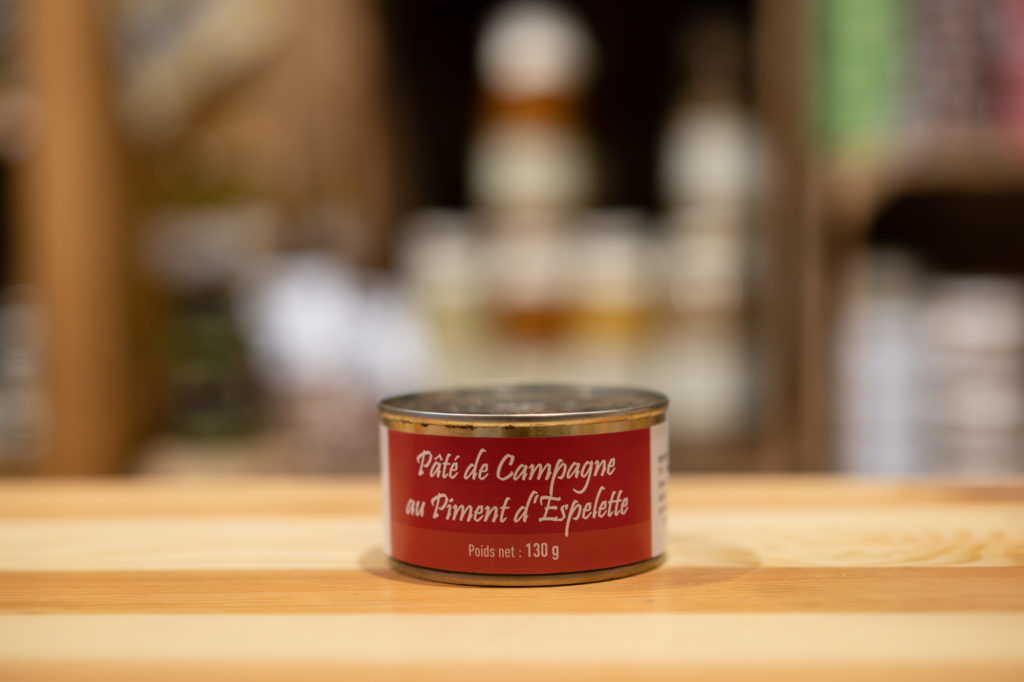 Pâté de Campagne
au Piment d'Espelette
Poids net : 130 g